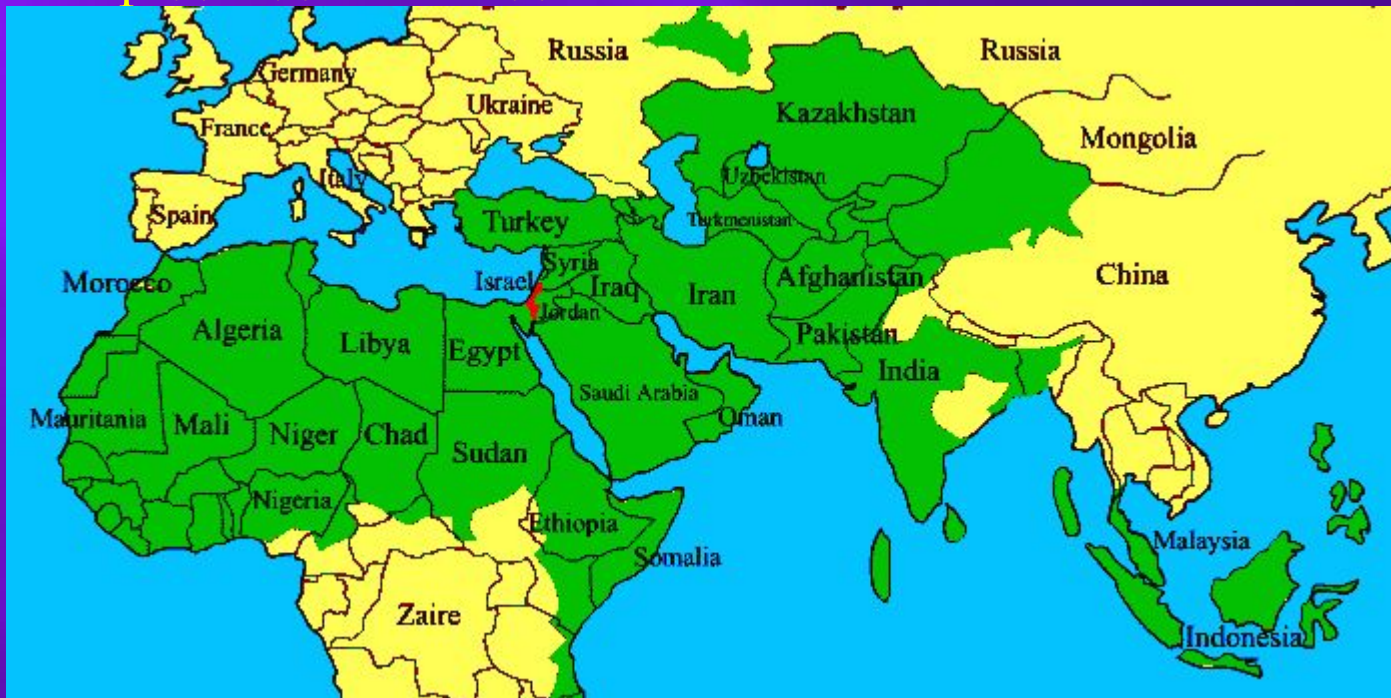 Russia
Russia
Germany
Ukraine
Kazakhstan
France
Mongolia
Italy
Uzbekistan
Spain
Turkey
Turkmenistan
Syria
Morocco
Israel
Iraq
Iran
Afghanistan
China
Jordan
Algeria
Libya
Egypt
Pakistan
India
Saudi Arabia
Mauritania
Mali
Niger
Chad
Oman
Sudan
Nigeria
Ethiopia
Somalia
Malaysia
Zaire
Indonesia